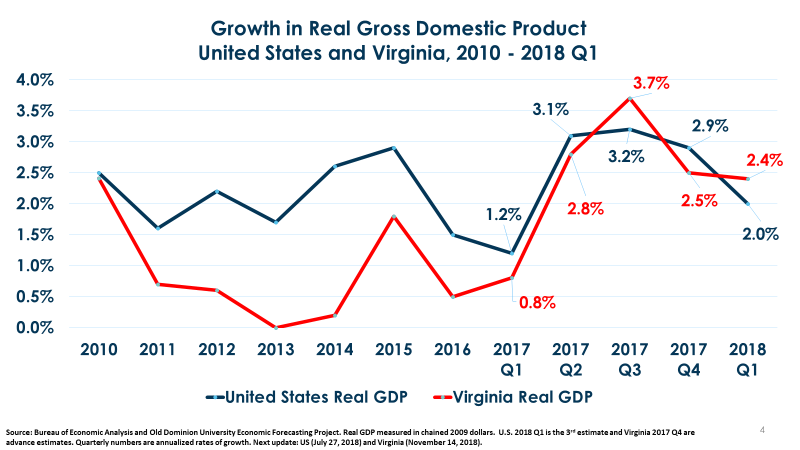 Growth in Real Gross Domestic Product
United States and Virginia, 2010 - 2018 Q1
4.0%
3.5%
3.0%
2.5%
2.0%
1.5%
1.0%
0.5%
0.0%
3.1%
3.7%
2.9%
3.2%
2.4%
1.2%
2.8%
2.5%
2.0%
0.8%
2010 2011 2012 2013 2014 2015 2016 2017 2017 2017 2017 2018
Q1 Q2 Q3 Q4 Q1
United States Real GDP Virginia Real GDP
Source: Bureau of Economic Analysis and Old Dominion University Economic Forecasting Project. Real GDP measured in chained 2009 dollars. U.S. 2018 Q1 is the 3rd estimate and Virginia 2017 Q4 are
advance estimates. Quarterly numbers are annualized rates of growth. Next update: US (July 27, 2018) and Virginia (November 14, 2018).
4